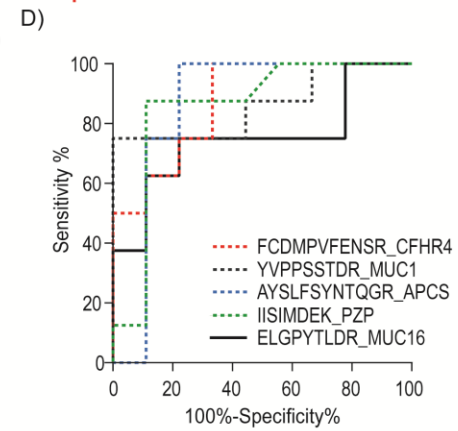 D)
Sensitivity %
100
80
60
40
20
0
FCDMPVFENSR_CFHR4
YVPPSSTDR_MUC1
AYSLFSYNTQGR_APCS
IISIMDEK_PZP
ELGPYTLDR_MUC16
0 20 40 60 80 100
100%-Specificity%